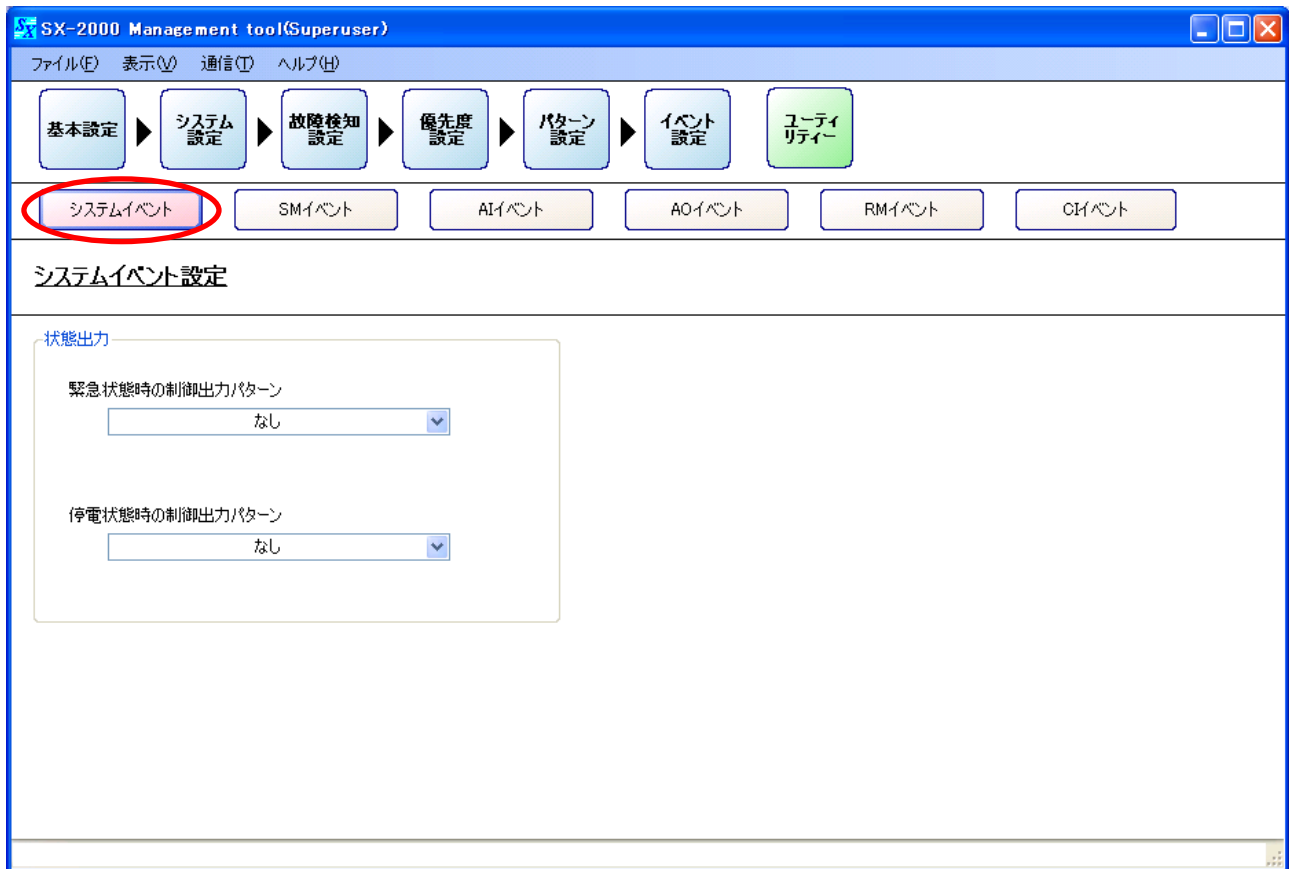 SX SX-2000 Management tool(Superuser)
ファイル(F) 表示(V) 通信(T) ヘルプ(H)
基本設定
システム
設定
故障検知
設定
優先度
設定
パターン
設定
イベント
設定
ユーティ
リティー
システムイベント SMイベント AIイベント AOイベント RMイベント CIイベント
システムイベント設定
状態出力
緊急状態時の制御出力パターン
なし
停電状態時の制御出力パターン
なし